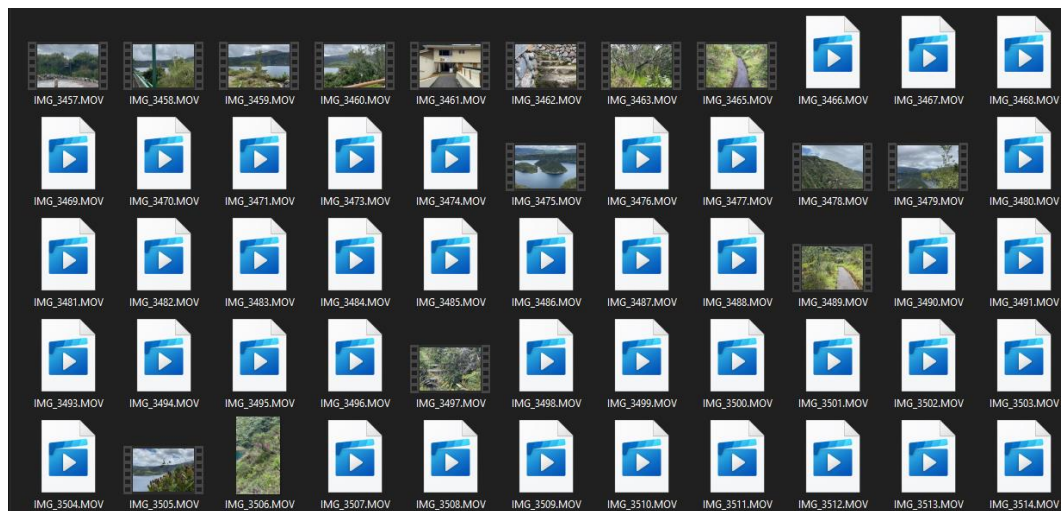 IMG_3457.MOV IMG_3458.MOV IMG_3459.MOV IMG_3460.MOV IMG_3461.MOV IMG_3462.MOV IMG_3463.MOV IMG_3465.MOV IMG_3466.MOV IMG_3467.MOV IMG_3468.MOV
IMG_3469.MOV IMG_3470.MOV IMG_3471.MOV IMG_3473.MOV IMG_3474.MOV IMG_3475.MOV IMG_3476.MOV IMG_3477.MOV IMG_3478.MOV IMG_3479.MOV IMG_3480.MOV
IMG_3481.MOV IMG_3482.MOV IMG_3483.MOV IMG_3484.MOV IMG_3485.MOV IMG_3486.MOV IMG_3487.MOV IMG_3488.MOV IMG_3489.MOV IMG_3490.MOV IMG_3491.MOV
IMG_3493.MOV IMG_3494.MOV IMG_3495.MOV IMG_3496.MOV IMG_3497.MOV IMG_3498.MOV IMG_3499.MOV IMG_3500.MOV IMG_3501.MOV IMG_3502.MOV IMG_3503.MOV
IMG_3504.MOV IMG_3505.MOV IMG_3506.MOV IMG_3507.MOV IMG_3508.MOV IMG_3509.MOV IMG_3510.MOV IMG_3511.MOV IMG_3512.MOV IMG_3513.MOV IMG_3514.MOV